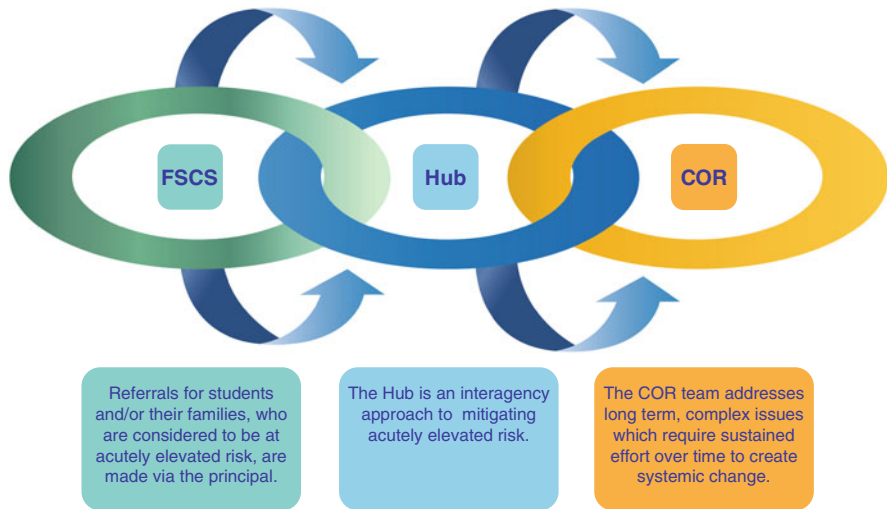 FSCS
Hub
COR
Referrals for students
and/or their families, who
are considered to be at
acutely elevated risk, are
made via the principal.
The Hub is an interagency
approach to mitigating
acutely elevated risk.
The COR team addresses
long term, complex issues
which require sustained
effort over time to create
systemic change.